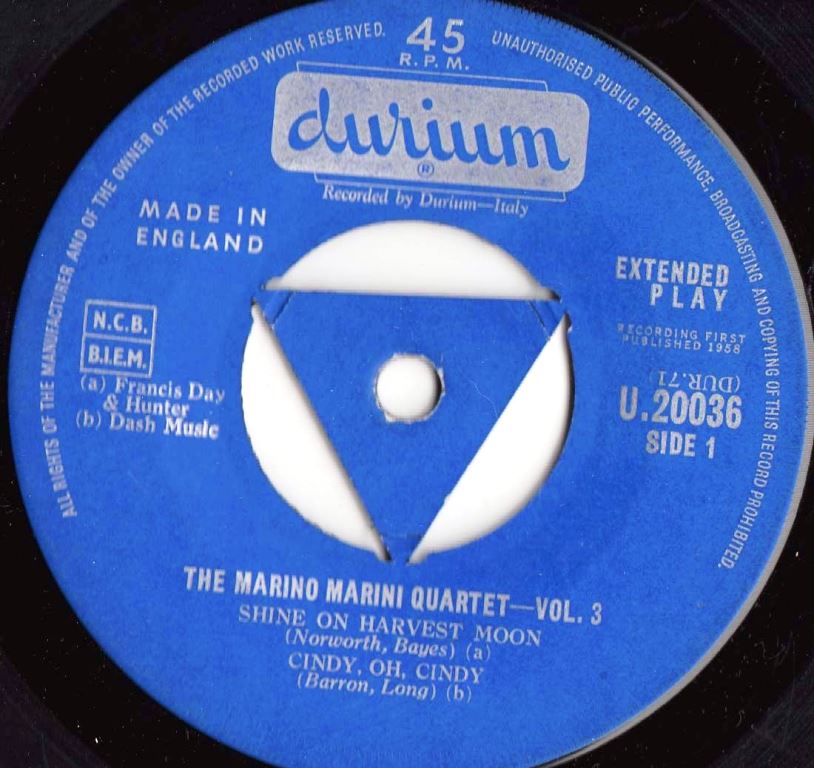 ALL RIGHTS OF THE MANUFACTURER AND OF THE OWNER OF THE RECORDED WORK RESERVED.
UNAUTHORISED PUBLIC PERFORMANCE, BROADCASTING AND COPYING OF THIS RECORD PROHIBITED.
45
R.P.M.
durium
®
Recorded by Durium—Italy
MADE IN
ENGLAND
EXTENDED
PLAY
RECORDING FIRST
PUBLISHED 1958
N.C.B.
B.I.E.M.
(a) Francis Day
& Hunter
(b) Dash Music
(DUR.71)
U.20036
SIDE 1
THE MARINO MARINI QUARTET—VOL. 3
SHINE ON HARVEST MOON
(Norworth, Bayes) (a)
CINDY, OH, CINDY
(Barron, Long) (b)